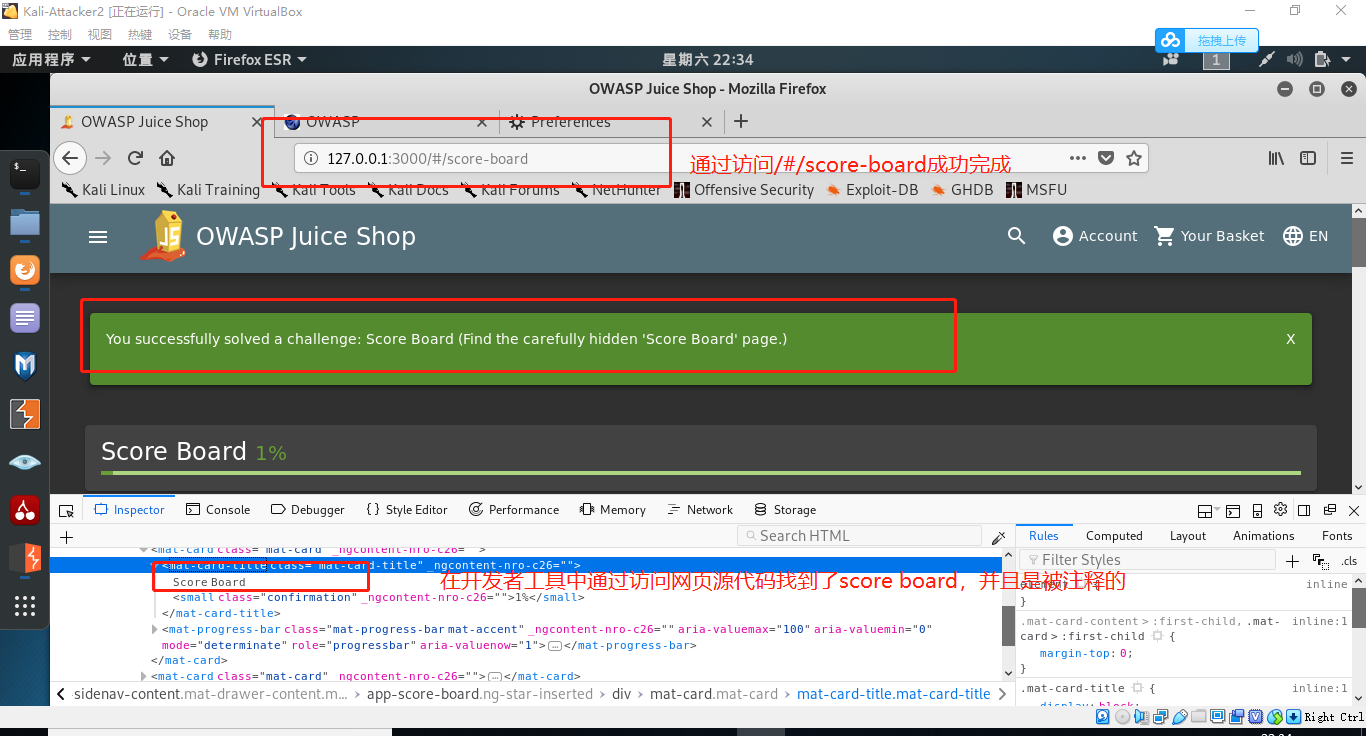 Kali-Attacker2 [正在运行] - Oracle VM VirtualBox
管理 控制 视图 热键 设备 帮助
拖拽上传
应用程序 位置 Firefox ESR 星期六 22:34 1
OWASP Juice Shop - Mozilla Firefox
OWASP Juice Shop OWASP Preferences
127.0.0.1:3000/#/score-board
通过访问/#/score-board成功完成
Kali Linux Kali Training Kali Tools Kali Docs Kali Forums NetHunter Offensive Security Exploit-DB GHDB MSFU
OWASP Juice Shop Account Your Basket EN
You successfully solved a challenge: Score Board (Find the carefully hidden 'Score Board' page.) X
Score Board 1%
Inspector Console Debugger {} Style Editor Performance Memory Network Storage
Search HTML
Rules Computed Layout Animations Fonts
Filter Styles .cls
<mat-card class="mat-card" _ngcontent-nro-c26="">
<mat-card-title class="mat-card-title" _ngcontent-nro-c26="">
Score Board
在开发者工具中通过访问网页源代码找到了score board，并且是被注释的
<small class="confirmation" _ngcontent-nro-c26="">1%</small>
</mat-card-title>
<mat-progress-bar class="mat-progress-bar mat-accent" _ngcontent-nro-c26="" aria-valuemax="100" aria-valuemin="0"
mode="determinate" role="progressbar" aria-valuenow="1">…</mat-progress-bar>
</mat-card>
<mat-card class="mat-card" _ngcontent-nro-c26="">…</mat-card>
inline
}
.mat-card-content > :first-child, .mat- inline:1
card > :first-child {
margin-top: 0;
}
.mat-card-title { inline:1
display: block;
sidenav-content.mat-drawer-content.m… app-score-board.ng-star-inserted div mat-card.mat-card mat-card-title.mat-card-title
Right Ctrl